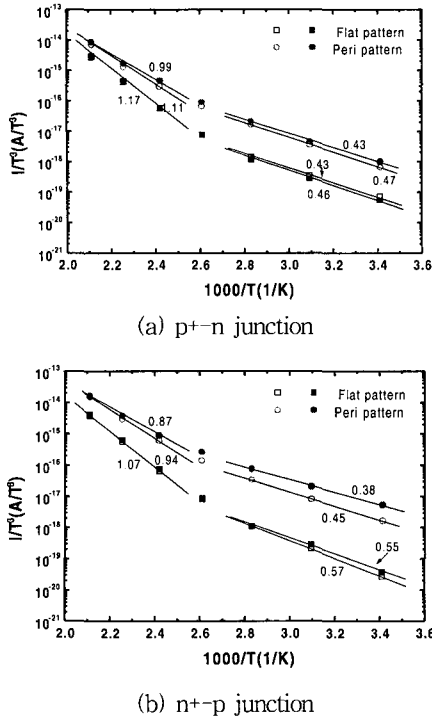 10⁻¹³
10⁻¹⁴
10⁻¹⁵
10⁻¹⁶
10⁻¹⁷
10⁻¹⁸
10⁻¹⁹
10⁻²⁰
10⁻²¹
I/T³(A/T³)
Flat pattern
Peri pattern
0.99
1.17
1.11
0.43
0.43
0.47
0.46
2.0 2.2 2.4 2.6 2.8 3.0 3.2 3.4 3.6
1000/T(1/K)
(a) p+-n junction
10⁻¹³
10⁻¹⁴
10⁻¹⁵
10⁻¹⁶
10⁻¹⁷
10⁻¹⁸
10⁻¹⁹
10⁻²⁰
10⁻²¹
I/T³(A/T³)
Flat pattern
Peri pattern
0.87
0.94
1.07
0.38
0.45
0.55
0.57
2.0 2.2 2.4 2.6 2.8 3.0 3.2 3.4 3.6
1000/T(1/K)
(b) n+-p junction